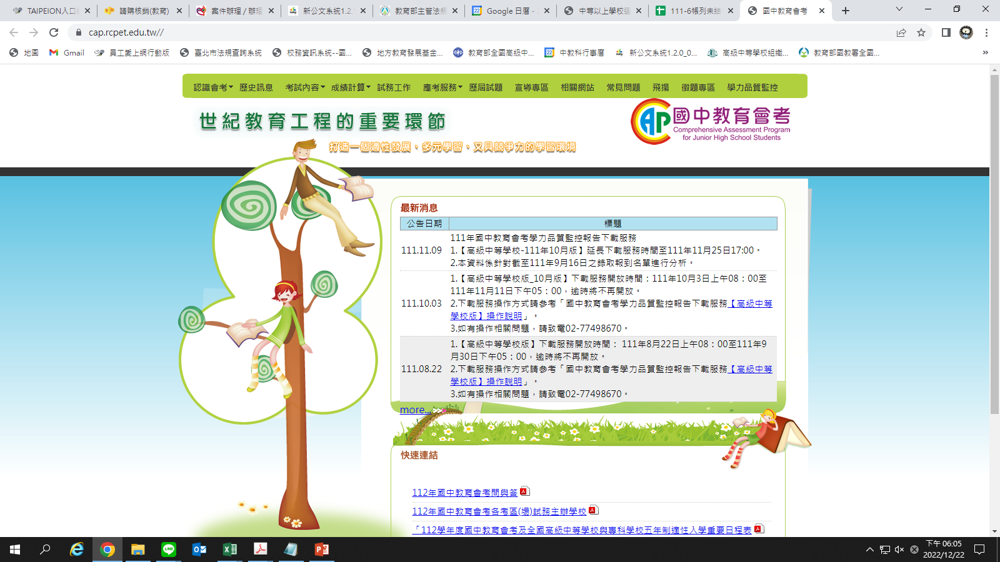 TAIPEION入口
請購核銷(教育)
案件辦理 / 辦理
新公文系統1.2.
教育部主管法規
Google 日曆 - 2
中等以上學校運
111-6帳列未結
國中教育會考
cap.rcpet.edu.tw//
地圖
Gmail
員工愛上網行動版
臺北市法規查詢系統
校務資訊系統--國...
地方教育發展基金...
教育部全國高級中...
中教科行事曆
新公文系統1.2.0_0...
高級中等學校組織...
教育部國教署全國...
認識會考 歷史訊息 考試內容 成績計算 試務工作 應考服務 歷屆試題 宣導專區 相關網站 常見問題 飛揚 徵題專區 學力品質監控
世紀教育工程的重要環節
打造一個適性發展、多元學習、又具競爭力的學習環境
CAP 國中教育會考
Comprehensive Assessment Program
for Junior High School Students
最新消息
公告日期 標題
111年國中教育會考學力品質監控報告下載服務
111.11.09 1.【高級中等學校-111年10月版】延長下載服務時間至111年11月25日17:00。
2.本資料係針對截至111年9月16日之錄取報到名單進行分析。
1.【高級中等學校版_10月版】下載服務開放時間：111年10月3日上午08：00至
111年11月11日下午05：00，逾時將不再開放。
111.10.03 2.下載服務操作方式請參考「國中教育會考學力品質監控報告下載服務【高級中等
學校版】操作說明」。
3.如有操作相關問題，請致電02-77498670。
1.【高級中等學校版】下載服務開放時間： 111年8月22日上午08：00至111年9
月30日下午05：00，逾時將不再開放。
111.08.22 2.下載服務操作方式請參考「國中教育會考學力品質監控報告下載服務【高級中等
學校版】操作說明」。
3.如有操作相關問題，請致電02-77498670。
more...
快速連結
112年國中教育會考問與答
112年國中教育會考各考區(場)試務主辦學校
「112學年度國中教育會考及全國高級中等學校與專科學校五年制適性入學重要日程表
下午 06:05
2022/12/22